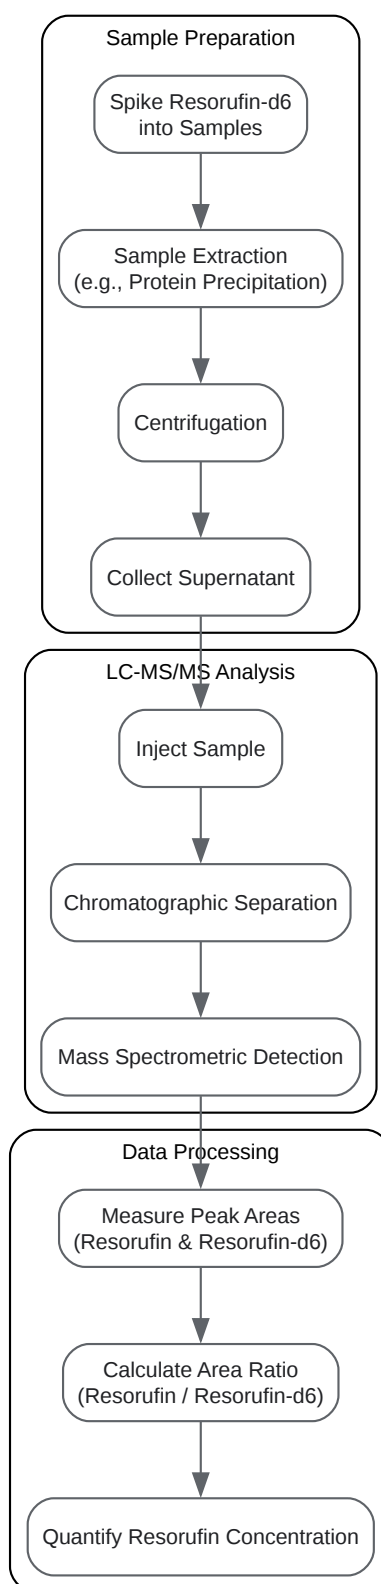 Sample Preparation
Spike Resorufin-d6
into Samples
Sample Extraction
(e.g., Protein Precipitation)
Centrifugation
Collect Supernatant
LC-MS/MS Analysis
Inject Sample
Chromatographic Separation
Mass Spectrometric Detection
Data Processing
Measure Peak Areas
(Resorufin & Resorufin-d6)
Calculate Area Ratio
(Resorufin / Resorufin-d6)
Quantify Resorufin Concentration